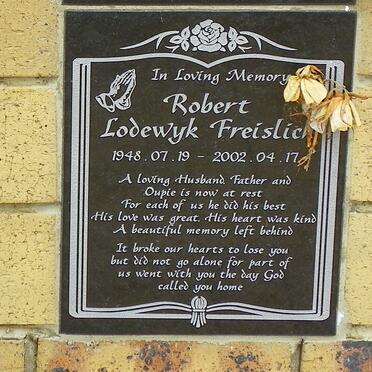 In Loving Memory
Robert
Lodewyk Freislich
1948.07.19 - 2002.04.17
A loving Husband Father and
Oupie is now at rest
For each of us he did his best
His love was great, His heart was kind
A beautiful memory left behind
It broke our hearts to lose you
but did not go alone for part of
us went with you the day God
called you home